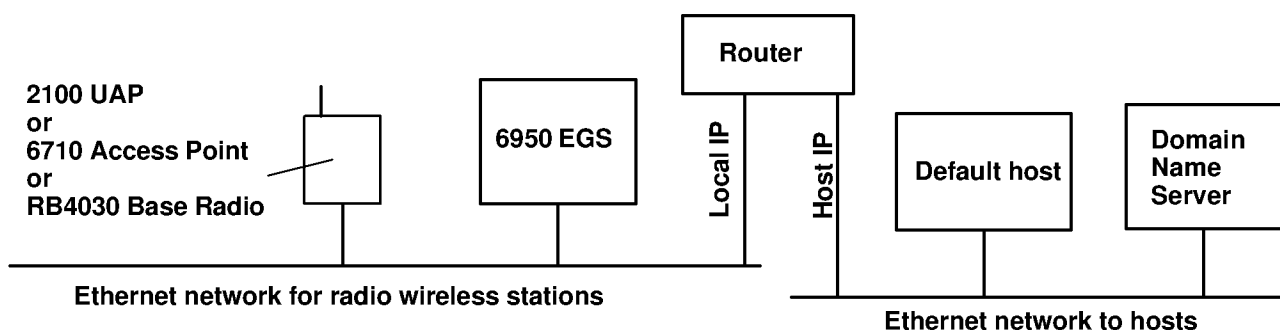 2100 UAP
or
6710 Access Point
or
RB4030 Base Radio
6950 EGS
Router
Local IP
Host IP
Default host
Domain
Name
Server
Ethernet network for radio wireless stations
Ethernet network to hosts